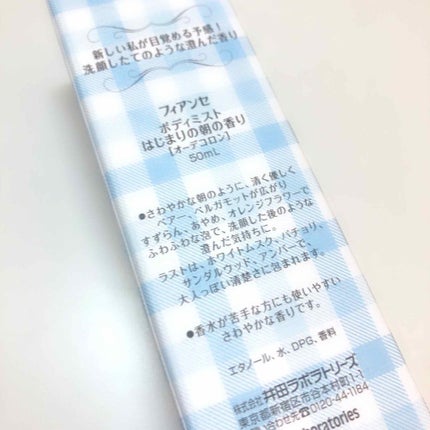 新しい私が目覚める予感!
洗顔したてのような澄んだ香り
フィアンセ
ボディミスト
はじまりの朝の香り
[オーデコロン]
50mL
●さわやかな朝のように、清く優しく
ペアー、ベルガモットが広がり
すずらん、あやめ、オレンジフラワーで
ふわふわな泡で、洗顔した後のような
澄んだ気持ちに。
ラストは、ホワイトムスク、パチョリ、
サンダルウッド、アンバーで、
大人っぽい清楚さに包まれます。
●香水が苦手な方にも使いやすい
さわやかな香りです。
エタノール、水、DPG、香料
株式会社 井田ラボラトリーズ
東京都新宿区市谷本村町1-1
お問い合わせ先 0120-44-1184
oratories